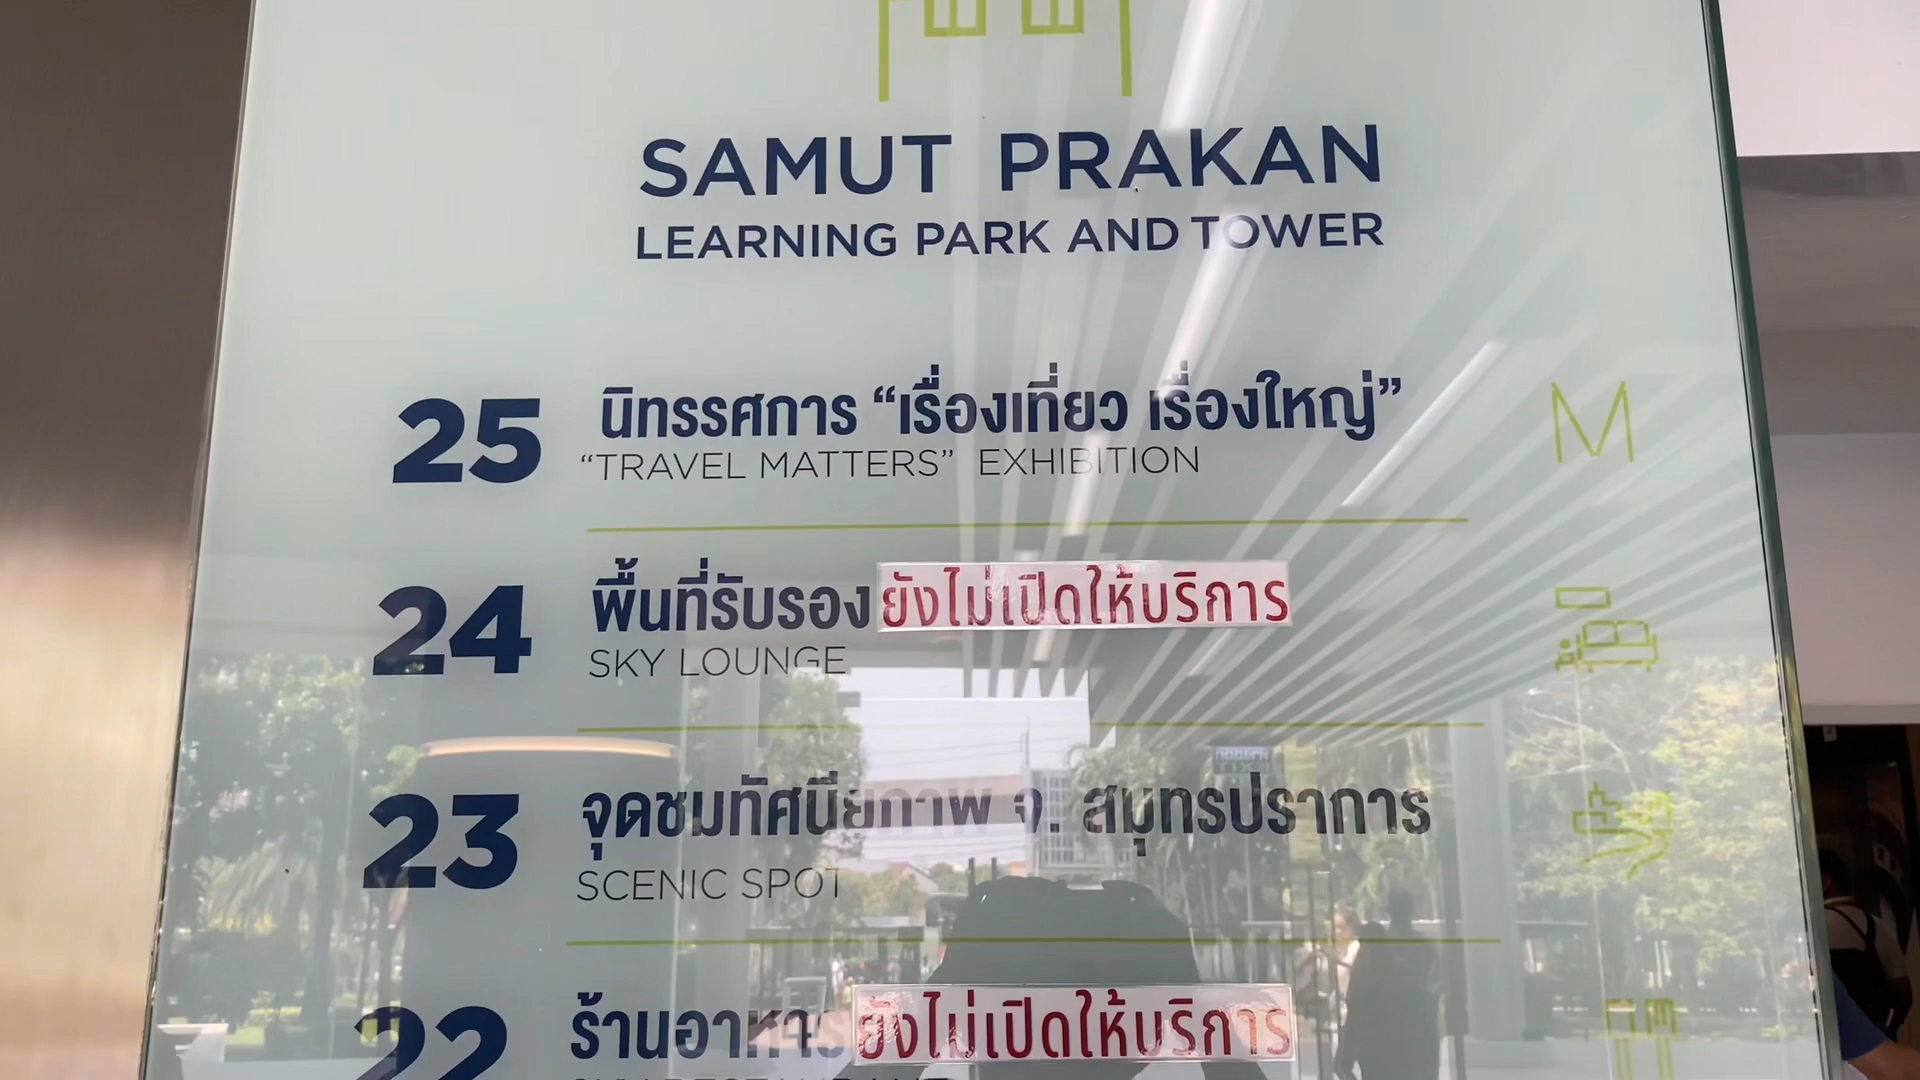 SAMUT PRAKAN
LEARNING PARK AND TOWER
25 นิทรรศการ “เรื่องเที่ยว เรื่องใหญ่”
“TRAVEL MATTERS” EXHIBITION
M
24 พื้นที่รับรอง ยังไม่เปิดให้บริการ
SKY LOUNGE
23 จุดชมทัศนียภาพ จ. สมุทรปราการ
SCENIC SPOT
22 ร้านอาหาร ยังไม่เปิดให้บริการ